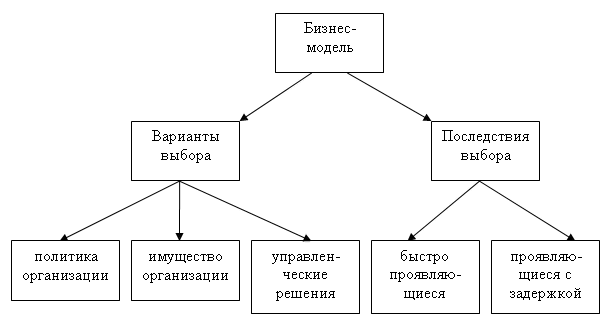 Бизнес-
модель
Варианты
выбора
Последствия
выбора
политика
организации
имущество
организации
управлен-
ческие
решения
быстро
проявляю-
щиеся
проявляю-
щиеся с
задержкой